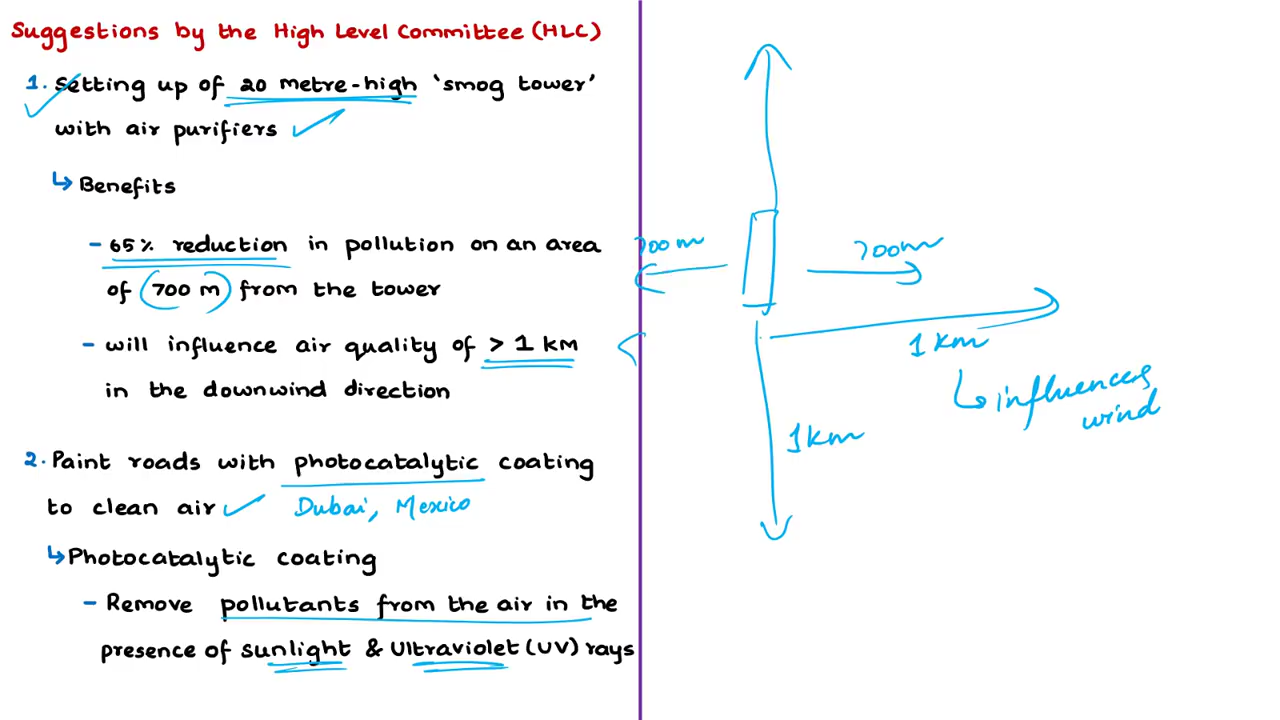 Suggestions by the High Level Committee (HLC)
1. Setting up of 20 metre-high 'smog tower'
with air purifiers
↳ Benefits
- 65% reduction in pollution on an area
of (700 m) from the tower
- will influence air quality of > 1 km
in the downwind direction
2. Paint roads with photocatalytic coating
to clean air
Dubai, Mexico
↳ Photocatalytic coating
- Remove pollutants from the air in the
presence of sunlight & Ultraviolet (UV) rays
700m
700m
1 km
↳ influences
wind
1km